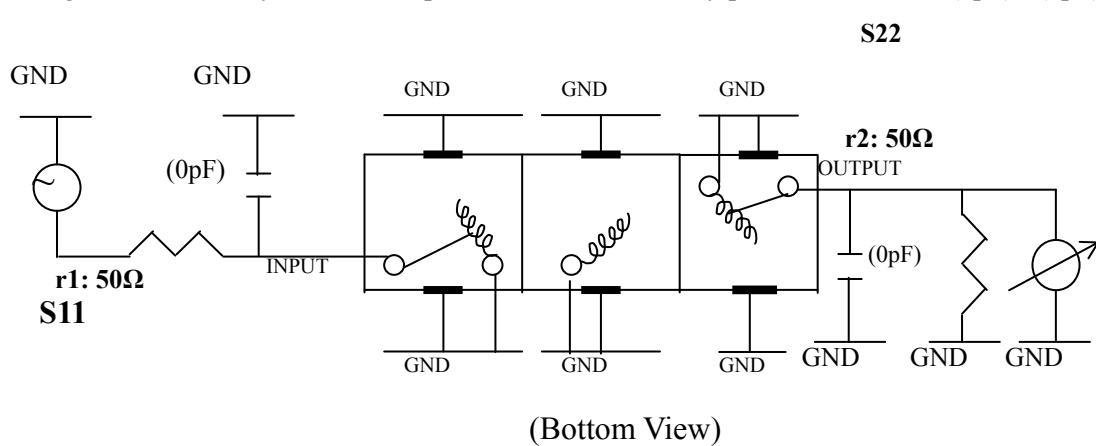 S22
GND
GND
GND
GND
GND
(0pF)
r2: 50Ω
OUTPUT
INPUT
(0pF)
r1: 50Ω
S11
GND
GND
GND
GND
GND
GND
(Bottom View)